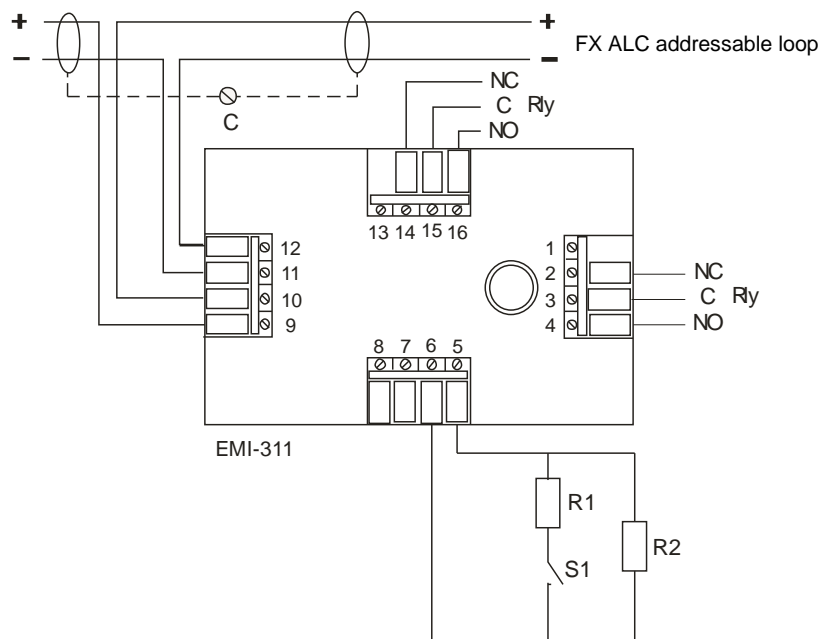 + +
− − FX ALC addressable loop
NC
C Rly
C
NO
13 14 15 16
12
11
10
9
1
2 NC
3 C Rly
4 NO
8 7 6 5
EMI-311
R1
R2
S1